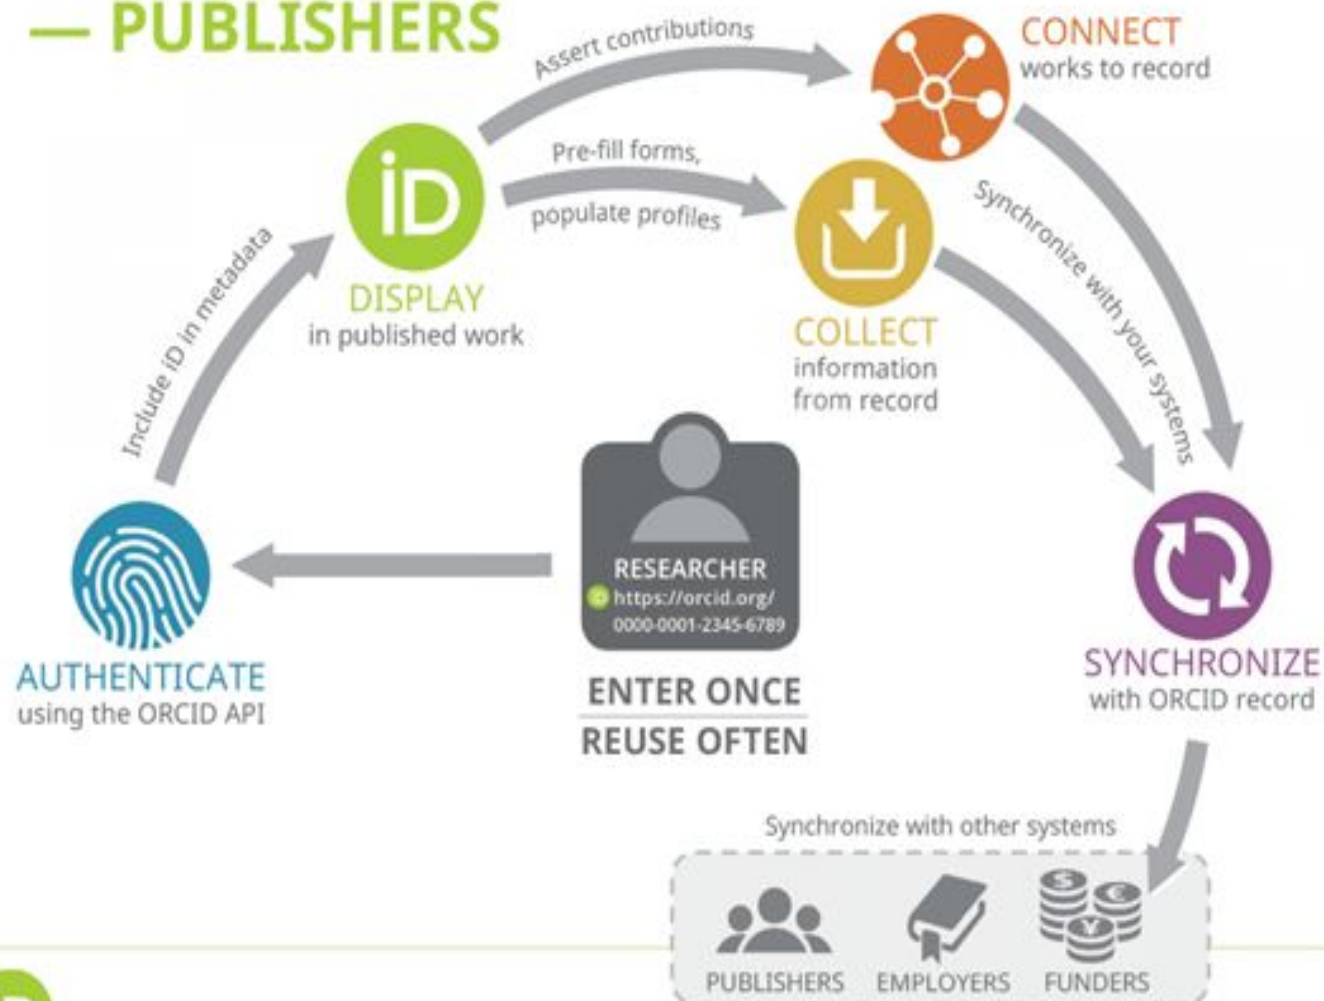 — PUBLISHERS
Assert contributions
CONNECT
works to record
Pre-fill forms,
populate profiles
iD
DISPLAY
in published work
Include iD in metadata
COLLECT
information
from record
Synchronize with your systems
RESEARCHER
iD https://orcid.org/
0000-0001-2345-6789
AUTHENTICATE
using the ORCID API
ENTER ONCE
REUSE OFTEN
SYNCHRONIZE
with ORCID record
Synchronize with other systems
$ € ¥
PUBLISHERS EMPLOYERS FUNDERS